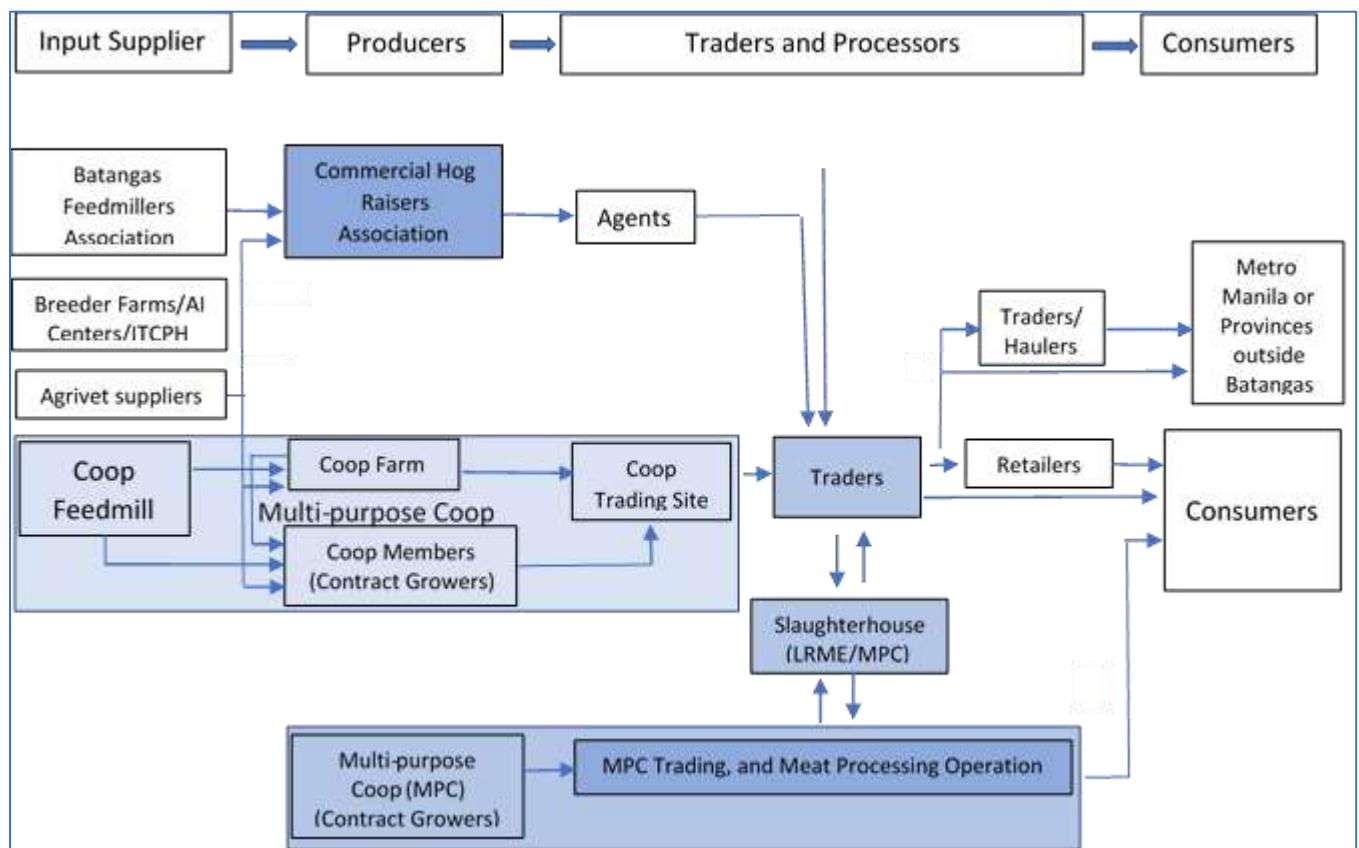 Input Supplier
Producers
Traders and Processors
Consumers
Batangas
Feedmillers
Association
Commercial Hog
Raisers
Association
Agents
Breeder Farms/AI
Centers/ITCPH
Agrivet suppliers
Traders/
Haulers
Metro
Manila or
Provinces
outside
Batangas
Coop
Feedmill
Coop Farm
Multi-purpose Coop
Coop Members
(Contract Growers)
Coop
Trading Site
Traders
Retailers
Consumers
Slaughterhouse
(LRME/MPC)
Multi-purpose
Coop (MPC)
(Contract Growers)
MPC Trading, and Meat Processing Operation